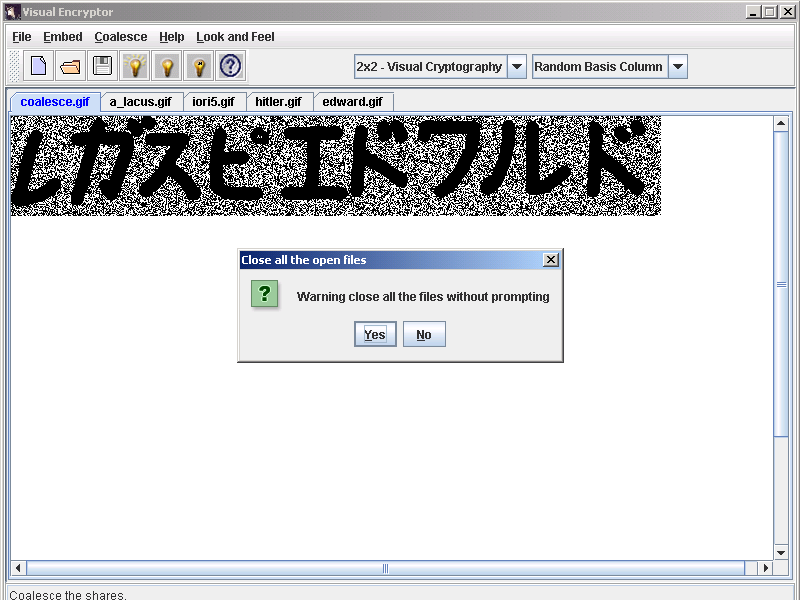 Visual Encryptor
File Embed Coalesce Help Look and Feel
2x2 - Visual Cryptography Random Basis Column
coalesce.gif a_lacus.gif iori5.gif hitler.gif edward.gif
レガスピエドワルド
Close all the open files
Warning close all the files without prompting
Yes No
Coalesce the shares.